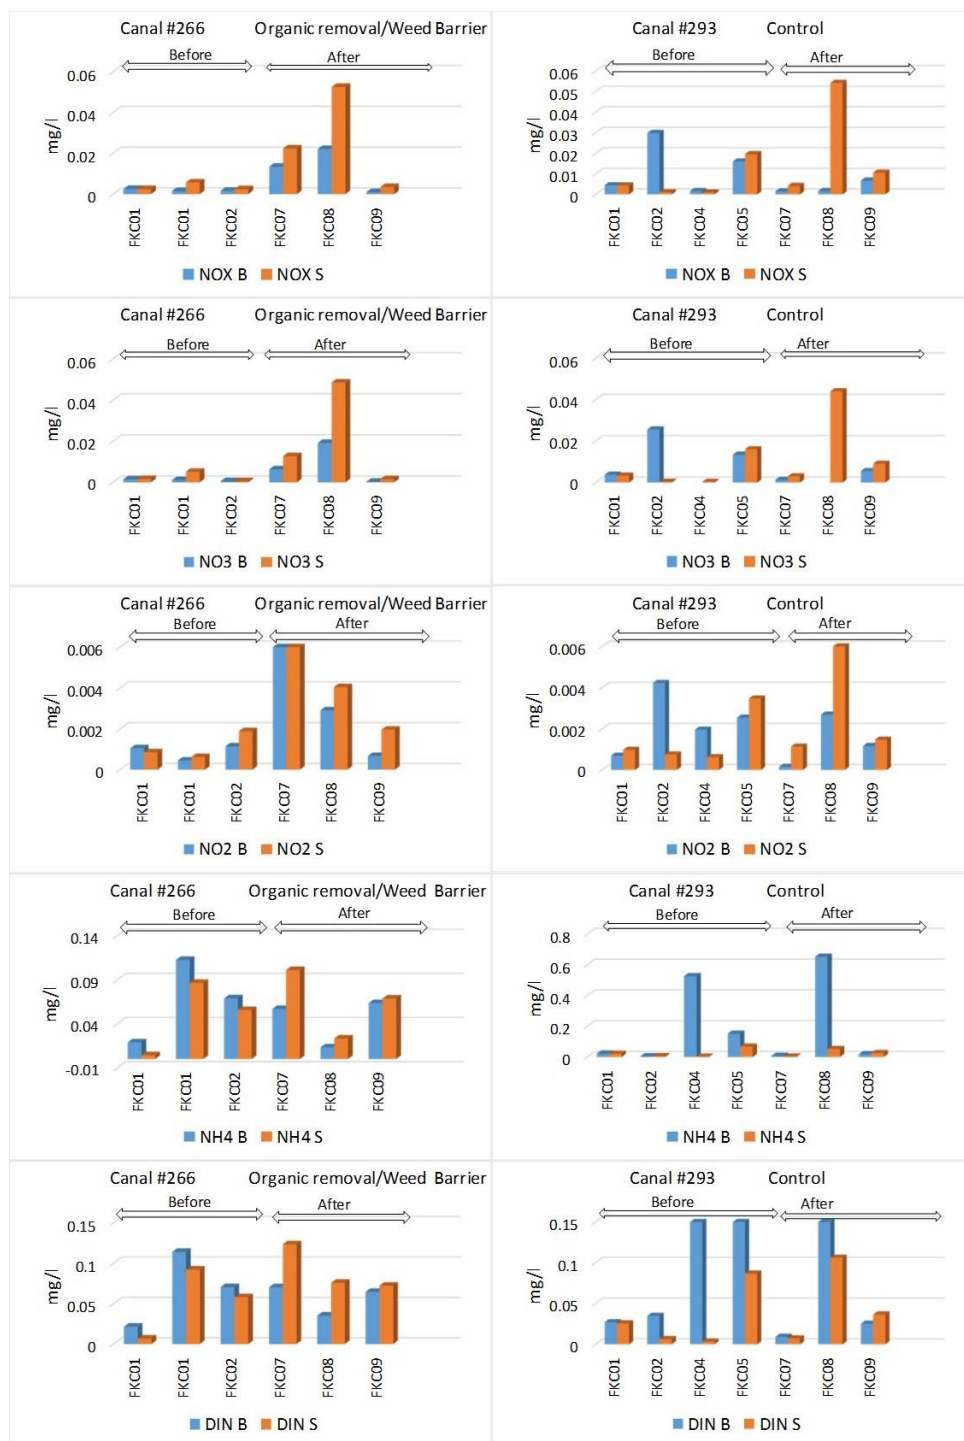 Canal #266 Organic removal/Weed Barrier
Before After
0.06
0.04
0.02
0
mg/l
FKC01 FKC01 FKC02 FKC07 FKC08 FKC09
NOX B NOX S
Canal #293 Control
Before After
0.06
0.05
0.04
0.03
0.02
0.01
0
mg/l
FKC01 FKC02 FKC04 FKC05 FKC07 FKC08 FKC09
NOX B NOX S
Canal #266 Organic removal/Weed Barrier
Before After
0.06
0.04
0.02
0
mg/l
FKC01 FKC01 FKC02 FKC07 FKC08 FKC09
NO3 B NO3 S
Canal #293 Control
Before After
0.06
0.04
0.02
0
mg/l
FKC01 FKC02 FKC04 FKC05 FKC07 FKC08 FKC09
NO3 B NO3 S
Canal #266 Organic removal/Weed Barrier
Before After
0.006
0.004
0.002
0
mg/l
FKC01 FKC01 FKC02 FKC07 FKC08 FKC09
NO2 B NO2 S
Canal #293 Control
Before After
0.006
0.004
0.002
0
mg/l
FKC01 FKC02 FKC04 FKC05 FKC07 FKC08 FKC09
NO2 B NO2 S
Canal #266 Organic removal/Weed Barrier
Before After
0.14
0.09
0.04
-0.01
mg/l
FKC01 FKC01 FKC02 FKC07 FKC08 FKC09
NH4 B NH4 S
Canal #293 Control
Before After
0.8
0.6
0.4
0.2
0
mg/l
FKC01 FKC02 FKC04 FKC05 FKC07 FKC08 FKC09
NH4 B NH4 S
Canal #266 Organic removal/Weed Barrier
Before After
0.15
0.1
0.05
0
mg/l
FKC01 FKC01 FKC02 FKC07 FKC08 FKC09
DIN B DIN S
Canal #293 Control
Before After
0.15
0.1
0.05
0
mg/l
FKC01 FKC02 FKC04 FKC05 FKC07 FKC08 FKC09
DIN B DIN S